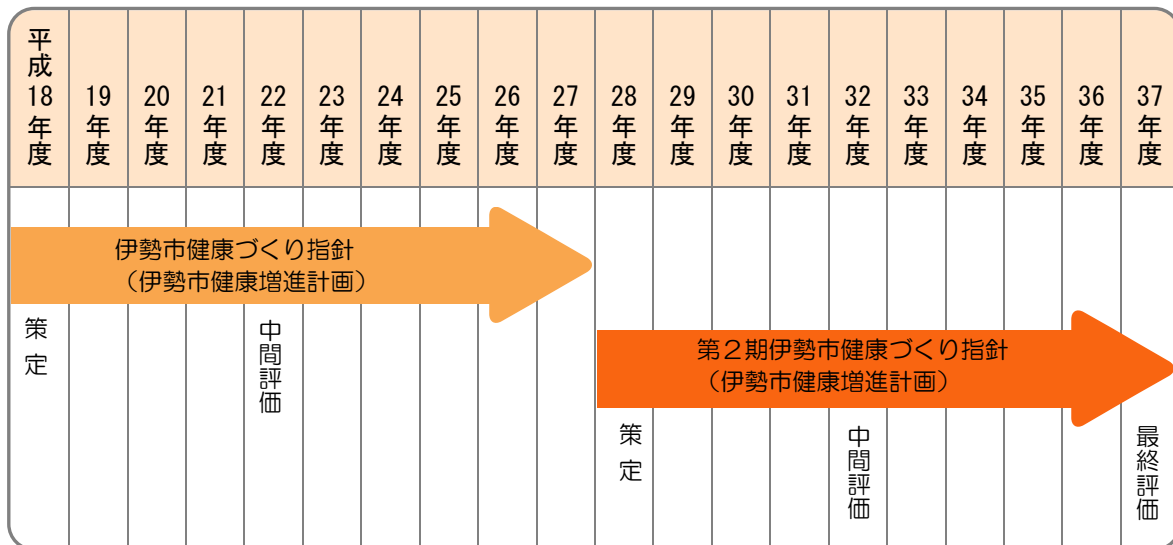 平成18年度
19年度
20年度
21年度
22年度
23年度
24年度
25年度
26年度
27年度
28年度
29年度
30年度
31年度
32年度
33年度
34年度
35年度
36年度
37年度
伊勢市健康づくり指針
（伊勢市健康増進計画）
策定
中間評価
第２期伊勢市健康づくり指針
（伊勢市健康増進計画）
策定
中間評価
最終評価